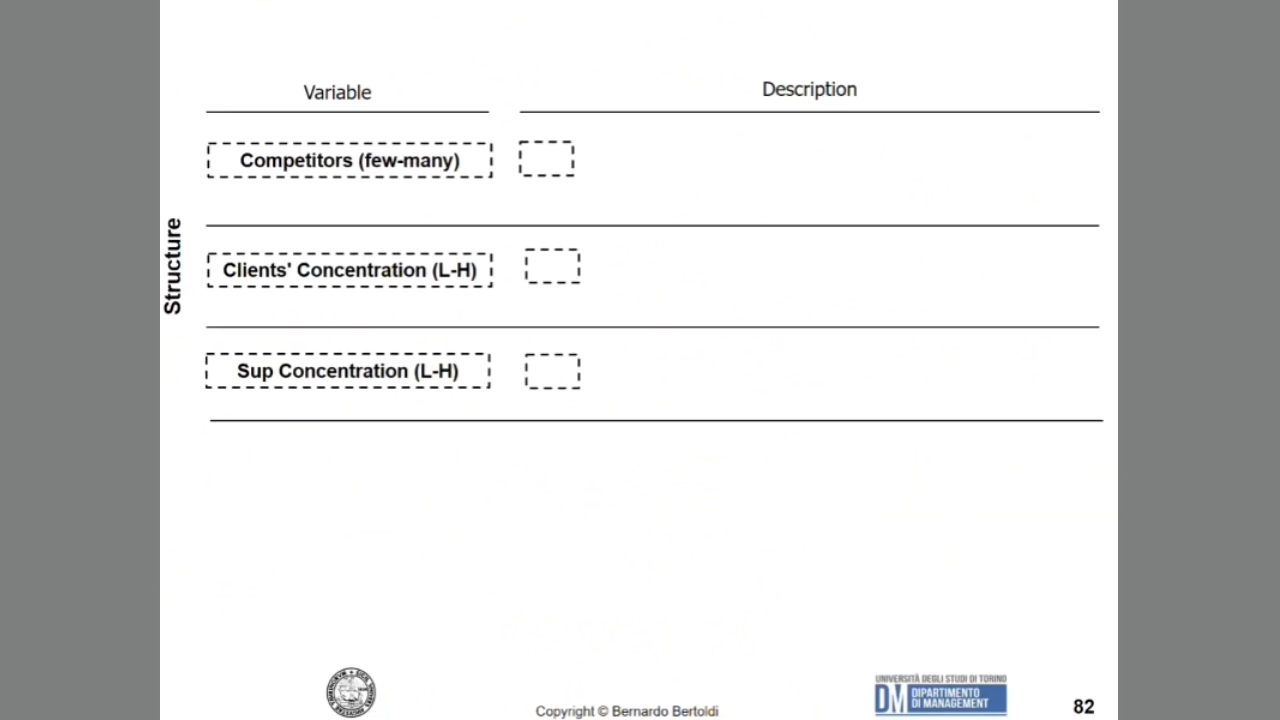 Variable
Description
Structure
Competitors (few-many)
Clients' Concentration (L-H)
Sup Concentration (L-H)
Copyright © Bernardo Bertoldi
UNIVERSITÀ DEGLI STUDI DI TORINO
DM DIPARTIMENTO
DI MANAGEMENT
82